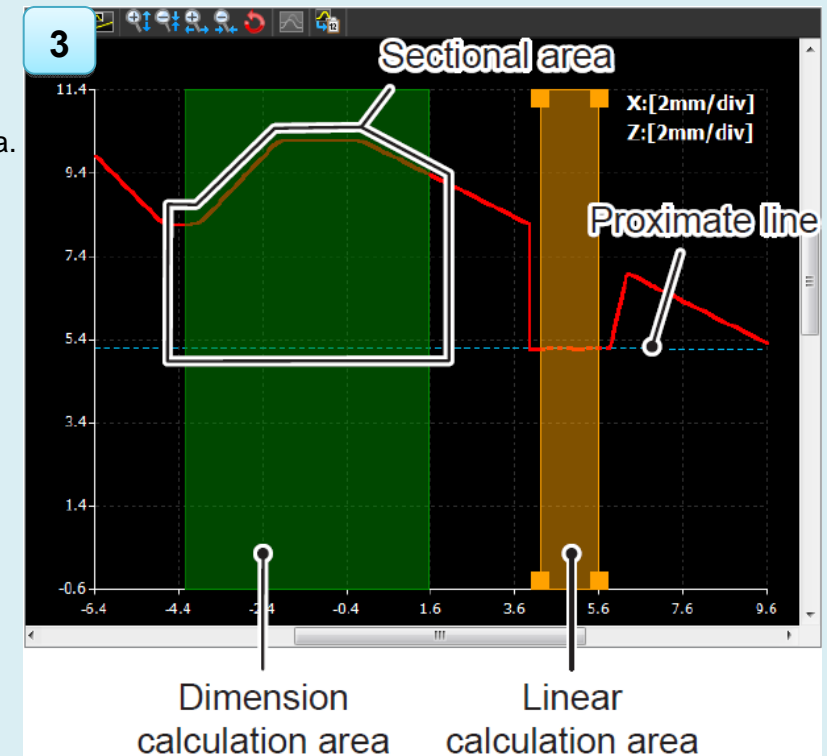 3
12
Sectional area
a.
X:[2mm/div]
Z:[2mm/div]
11.4
9.4
Proximate line
7.4
5.4
3.4
1.4
-0.6
-6.4 -4.4 -0.4 1.6 3.6 5.6 7.6 9.6
Dimension
calculation area
Linear
calculation area